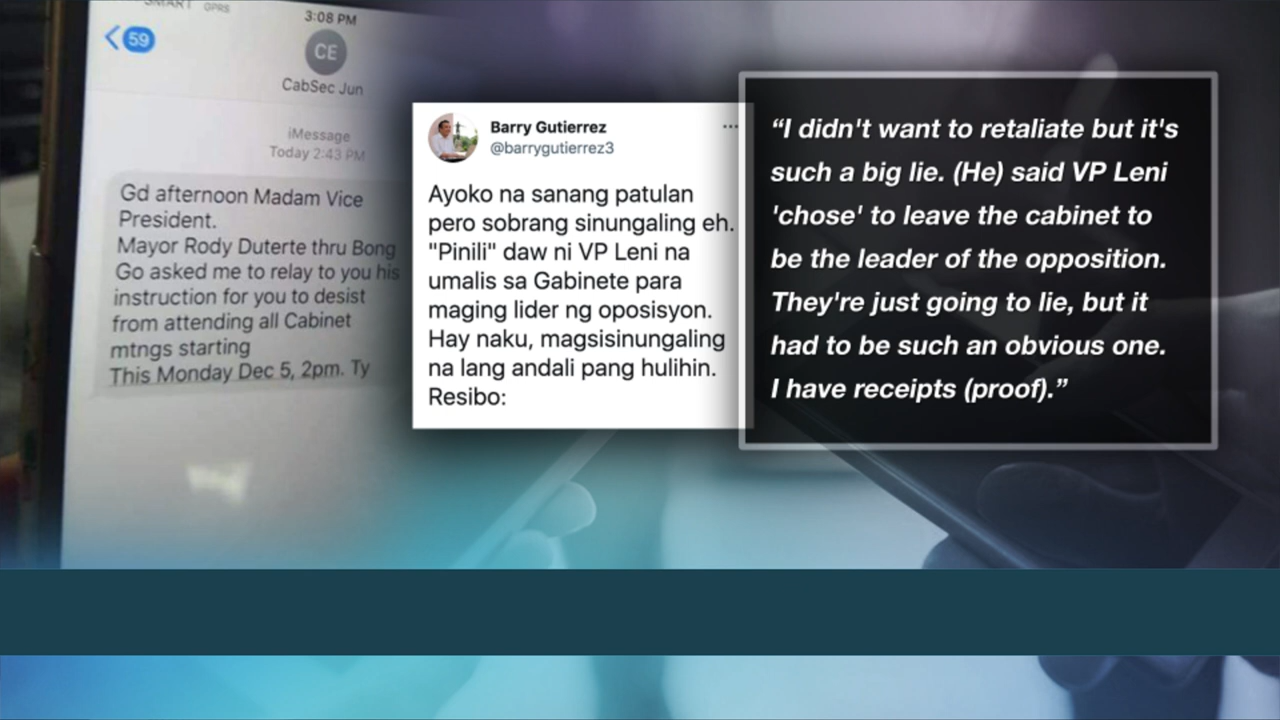 SMART GPRS
3:08 PM
59
CE
CabSec Jun
iMessage
Today 2:43 PM
Gd afternoon Madam Vice
President.
Mayor Rody Duterte thru Bong
Go asked me to relay to you his
instruction for you to desist
from attending all Cabinet
mtngs starting
This Monday Dec 5, 2pm. Ty
Barry Gutierrez
@barrygutierrez3
Ayoko na sanang patulan
pero sobrang sinungaling eh.
"Pinili" daw ni VP Leni na
umalis sa Gabinete para
maging lider ng oposisyon.
Hay naku, magsisinungaling
na lang andali pang hulihin.
Resibo:
“I didn't want to retaliate but it's
such a big lie. (He) said VP Leni
'chose' to leave the cabinet to
be the leader of the opposition.
They're just going to lie, but it
had to be such an obvious one.
I have receipts (proof).”